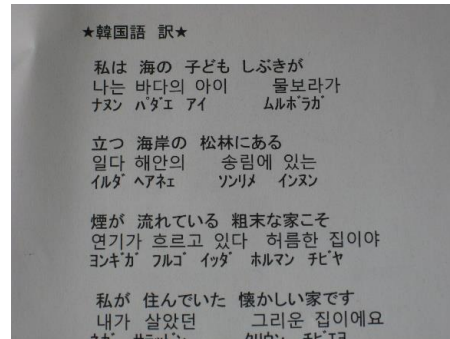 ★韓国語 訳★
私は 海の 子ども しぶきが
나는 바다의 아이 물보라가
ナヌン パダエ アイ ムルボラガ
立つ 海岸の 松林にある
일다 해안의 송림에 있는
イルダ ヘアネェ ソンリメ インヌン
煙が 流れている 粗末な家こそ
연기가 흐르고 있다 허름한 집이야
ヨンギガ フルゴ イッダ ホルマン チビヤ
私が 住んでいた 懐かしい家です
내가 살았던 그리운 집이에요